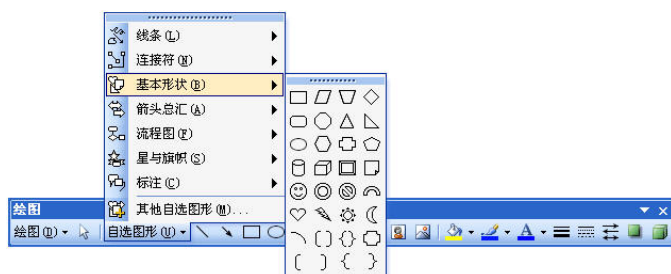 线条(L)
连接符(N)
基本形状(B)
箭头总汇(A)
流程图(F)
星与旗帜(S)
标注(C)
其他自选图形(M)...
绘图
绘图(D) 自选图形(U) A